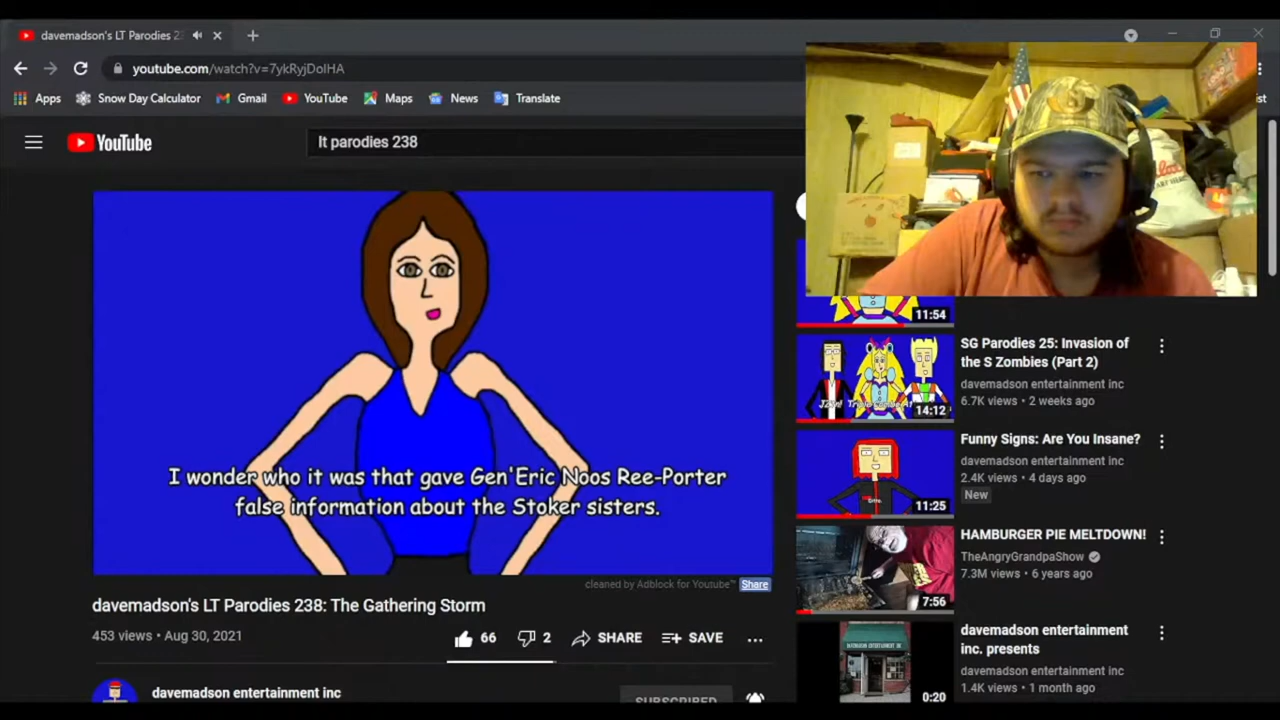 davemadson's LT Parodies 23
youtube.com/watch?v=7ykRyjDoIHA
Apps Snow Day Calculator Gmail YouTube Maps News Translate
YouTube
lt parodies 238
I wonder who it was that gave Gen'Eric Noos Ree-Porter
false information about the Stoker sisters.
cleaned by Adblock for Youtube™ Share
davemadson's LT Parodies 238: The Gathering Storm
453 views • Aug 30, 2021
66 2 SHARE SAVE
davemadson entertainment inc
SUBSCRIBED
11:54
14:12
SG Parodies 25: Invasion of
the S Zombies (Part 2)
davemadson entertainment inc
6.7K views • 2 weeks ago
11:25
Funny Signs: Are You Insane?
davemadson entertainment inc
2.4K views • 4 days ago
New
7:56
HAMBURGER PIE MELTDOWN!
TheAngryGrandpaShow
7.3M views • 6 years ago
0:20
davemadson entertainment
inc. presents
davemadson entertainment inc
1.4K views • 1 month ago